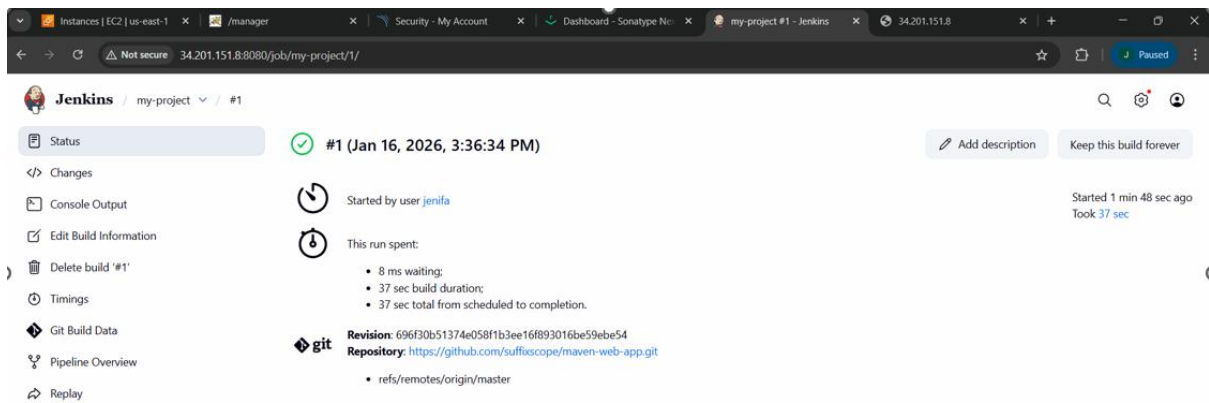 Instances | EC2 | us-east-1
/manager
Security - My Account
Dashboard - Sonatype Ne
my-project #1 - Jenkins
34.201.151.8
Not secure 34.201.151.8:8080/job/my-project/1/
J Paused
Jenkins / my-project / #1
Status
#1 (Jan 16, 2026, 3:36:34 PM)
Add description
Keep this build forever
Changes
Started by user jenifa
Started 1 min 48 sec ago
Took 37 sec
Console Output
Edit Build Information
This run spent:
Delete build '#1'
• 8 ms waiting;
• 37 sec build duration;
• 37 sec total from scheduled to completion.
Timings
Git Build Data
git
Revision: 696f30b51374e058f1b3ee16f893016be59ebe54
Repository: https://github.com/suffixscope/maven-web-app.git
Pipeline Overview
• refs/remotes/origin/master
Replay